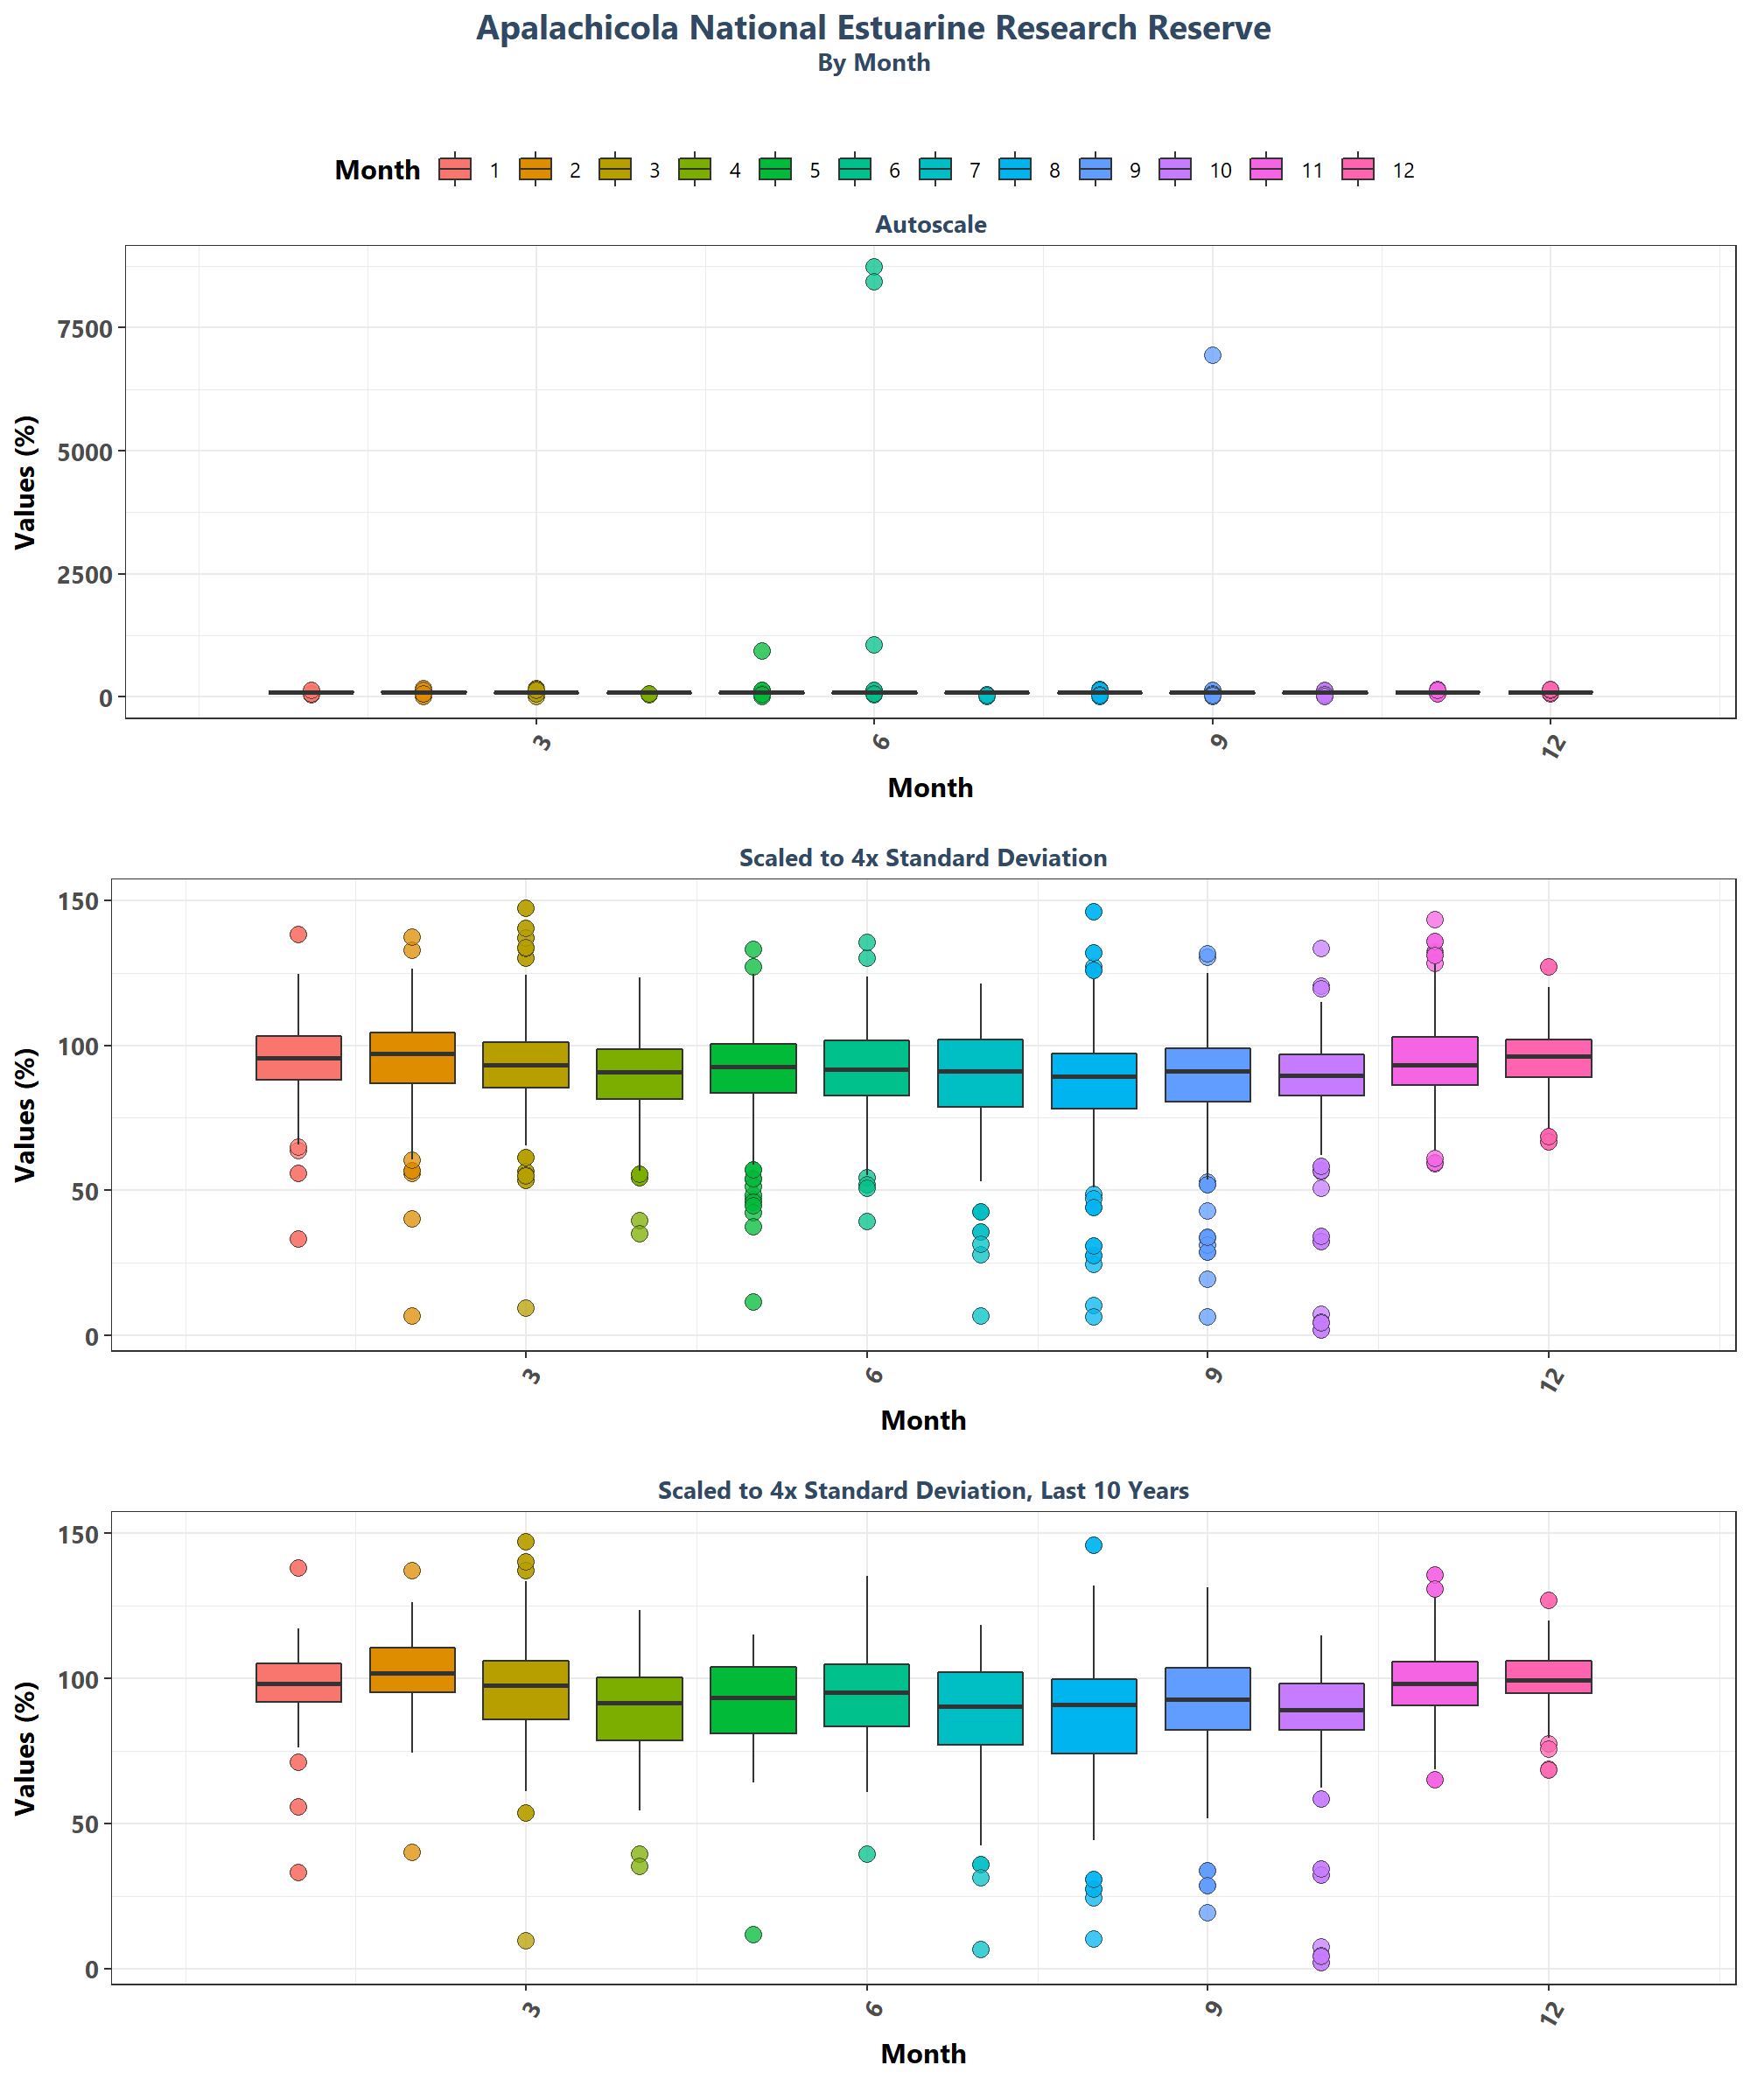 Apalachicola National Estuarine Research Reserve
By Month
Month 1 2 3 4 5 6 7 8 9 10 11 12
Autoscale
Values (%)
7500
5000
2500
0
3 6 9 12
Month
Scaled to 4x Standard Deviation
Values (%)
150
100
50
0
3 6 9 12
Month
Scaled to 4x Standard Deviation, Last 10 Years
Values (%)
150
100
50
0
3 6 9 12
Month